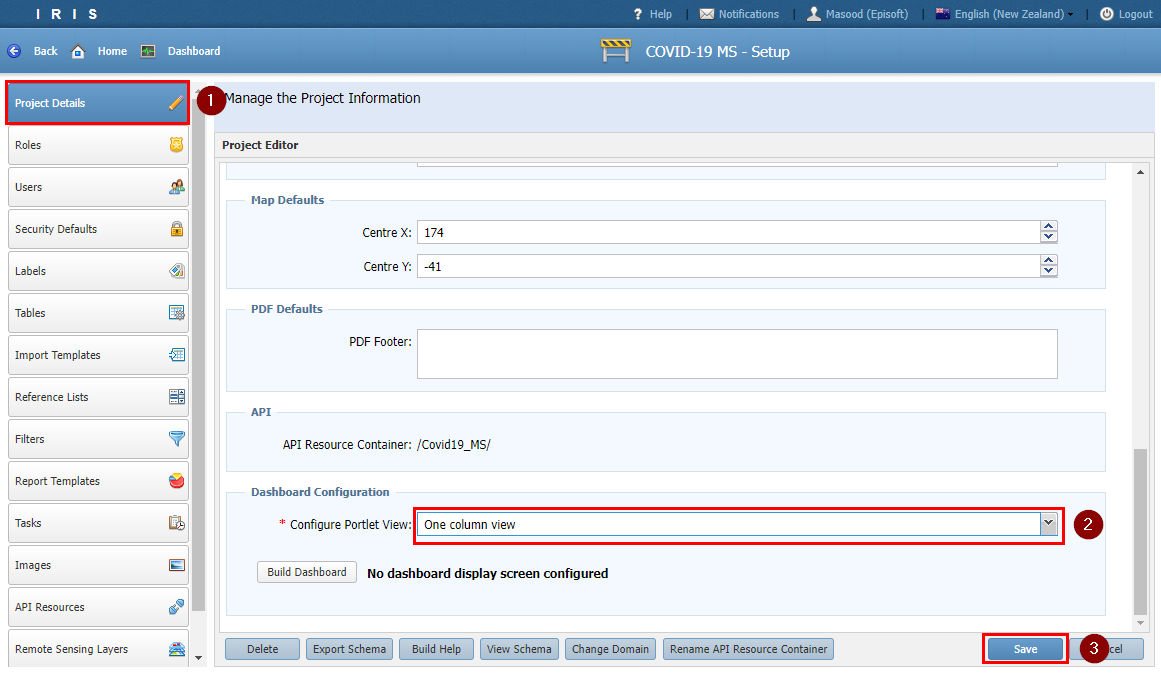 I R I S
Help | Notifications | Masood (Episoft) | English (New Zealand) | Logout
Back Home Dashboard
COVID-19 MS - Setup
Project Details
1
Roles
Users
Security Defaults
Labels
Tables
Import Templates
Reference Lists
Filters
Report Templates
Tasks
Images
API Resources
Remote Sensing Layers
Manage the Project Information
Project Editor
Map Defaults
Centre X: 174
Centre Y: -41
PDF Defaults
PDF Footer:
API
API Resource Container: /Covid19_MS/
Dashboard Configuration
* Configure Portlet View: One column view
2
Build Dashboard No dashboard display screen configured
Delete Export Schema Build Help View Schema Change Domain Rename API Resource Container Save 3 cel